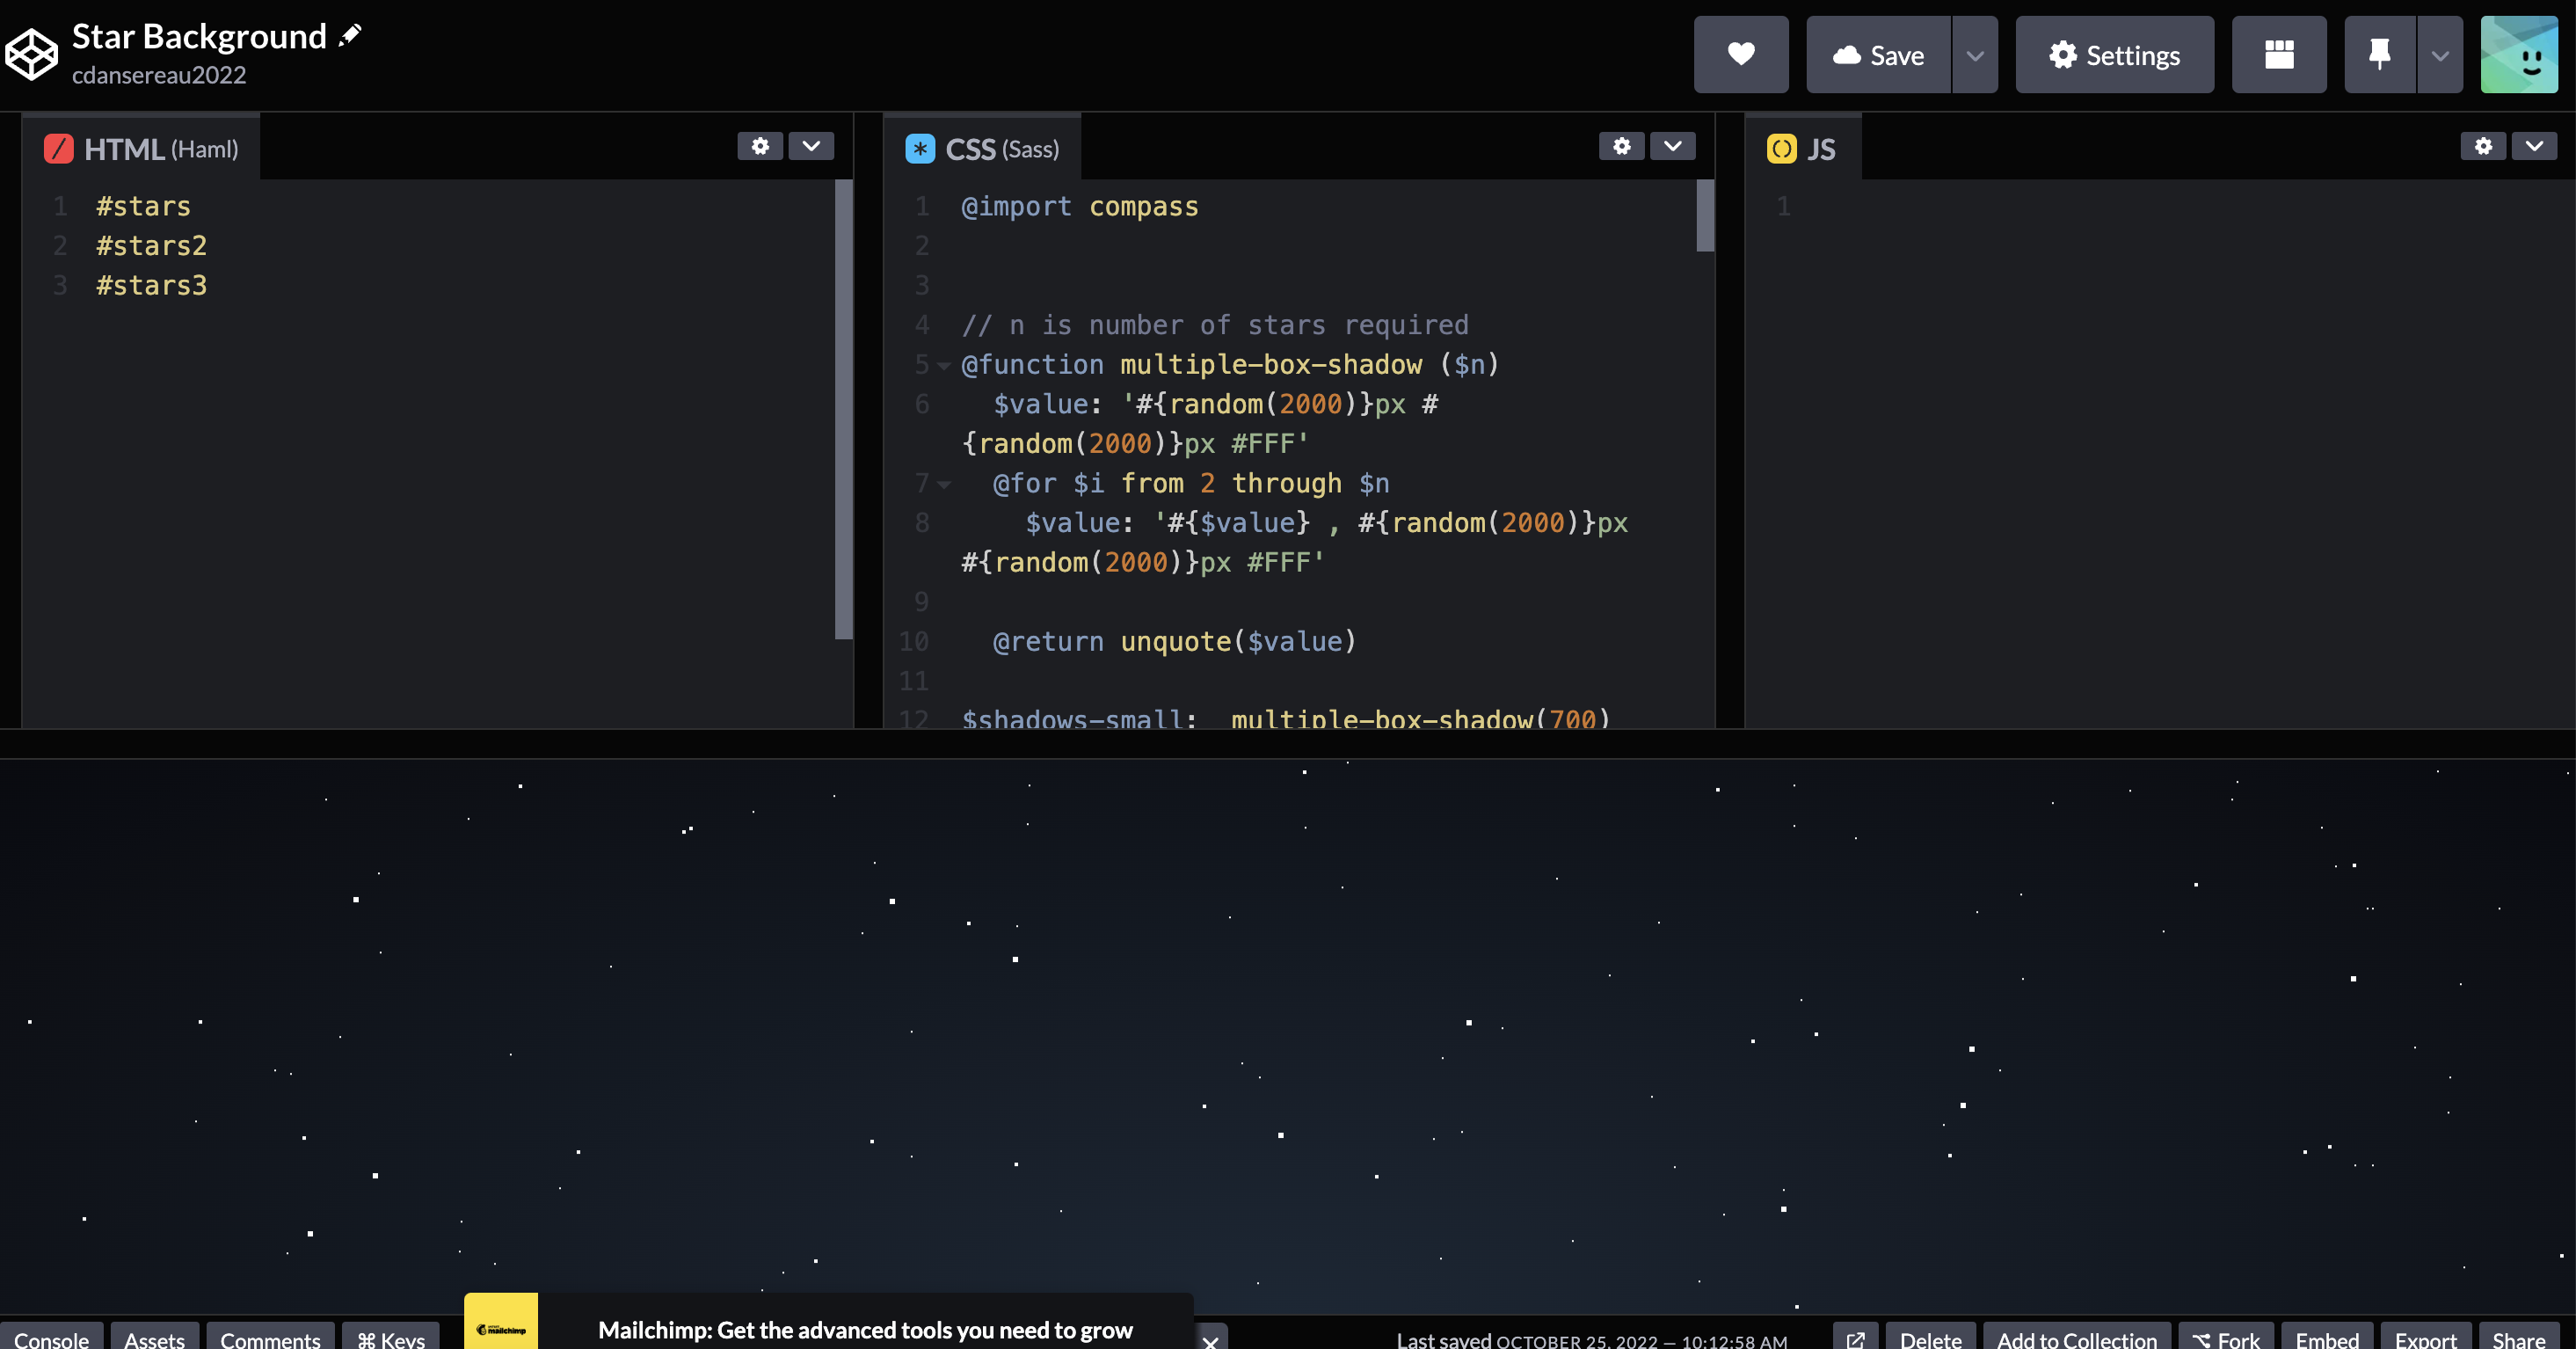 Star Background
cdansereau2022
Save
Settings
HTML (Haml)
1 #stars
2 #stars2
3 #stars3
CSS (Sass)
1 @import compass
2
3
4 // n is number of stars required
5 @function multiple-box-shadow ($n)
6 $value: '#{random(2000)}px #
{random(2000)}px #FFF'
7 @for $i from 2 through $n
8 $value: '#{$value} , #{random(2000)}px
#{random(2000)}px #FFF'
9
10 @return unquote($value)
11
12 $shadows-small: multiple-box-shadow(700)
JS
1
Console
Assets
Comments
⌘ Keys
mailchimp
Mailchimp: Get the advanced tools you need to grow
Last saved OCTOBER 25, 2022 — 10:12:58 AM
Delete
Add to Collection
Fork
Embed
Export
Share